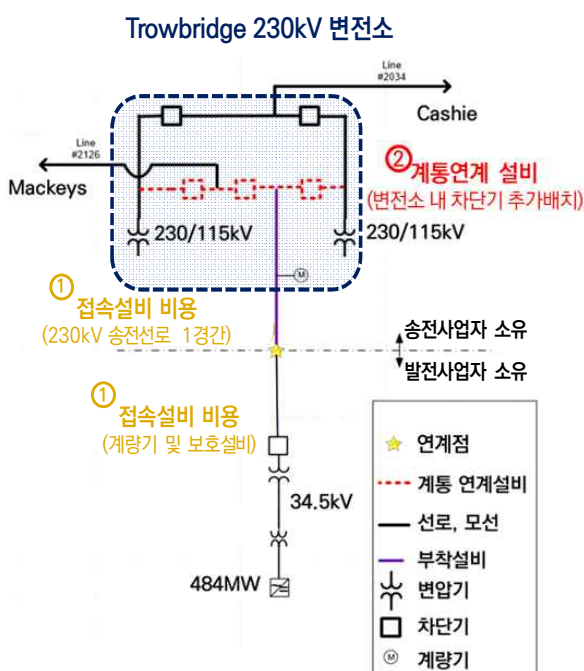 Trowbridge 230kV 변전소
Line
#2034
Cashie
Line
#2126
Mackeys
② 계통연계 설비
(변전소 내 차단기 추가배치)
230/115kV
230/115kV
M
①
접속설비 비용
(230kV 송전선로 1경간)
송전사업자 소유
발전사업자 소유
①
접속설비 비용
(계량기 및 보호설비)
34.5kV
484MW
연계점
계통 연계설비
선로, 모선
부착설비
변압기
차단기
M 계량기